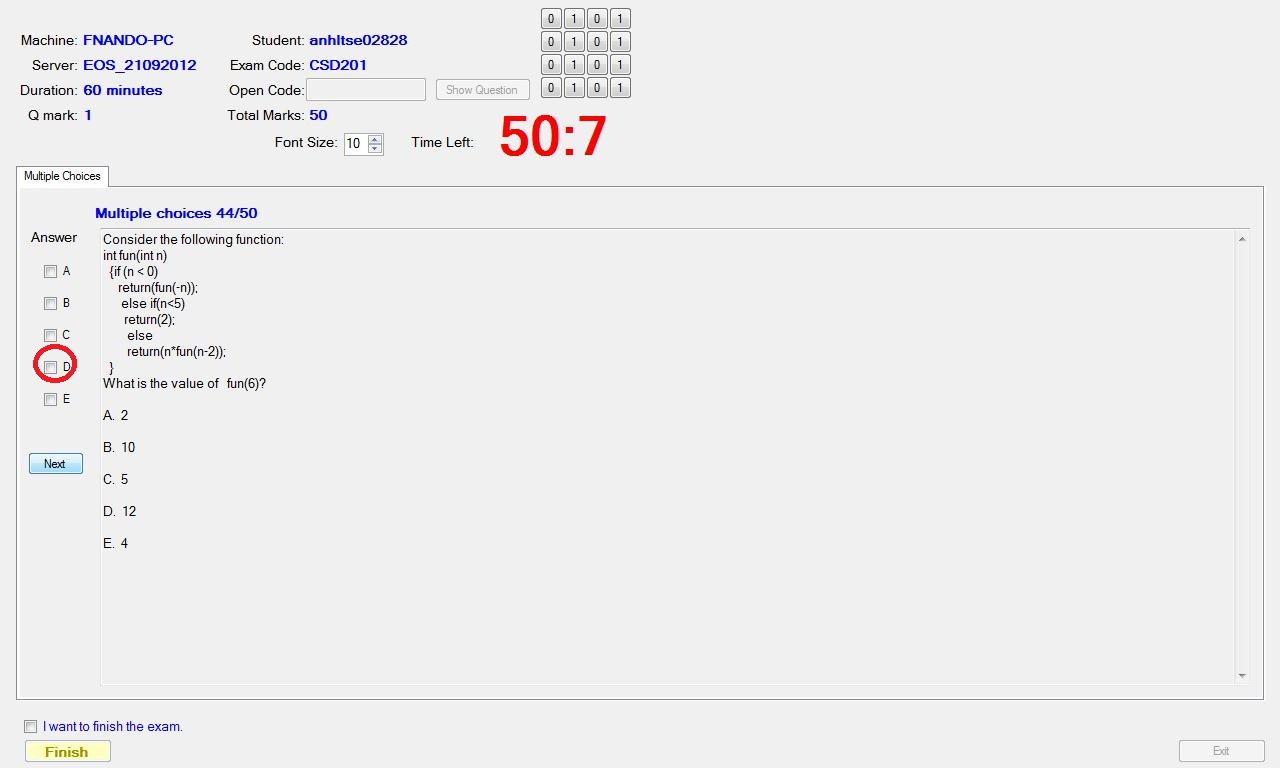 Machine: FNANDO-PC
Student: anhltse02828
Server: EOS_21092012
Exam Code: CSD201
Duration: 60 minutes
Open Code:
Show Question
Q mark: 1
Total Marks: 50
0 1 0 1
0 1 0 1
0 1 0 1
0 1 0 1
Font Size: 10
Time Left: 50:7
Multiple Choices
Multiple choices 44/50
Answer
A
B
C
D
E
Next
Consider the following function:
int fun(int n)
{if (n < 0)
return(fun(-n));
else if(n<5)
return(2);
else
return(n*fun(n-2));
}
What is the value of fun(6)?
A. 2
B. 10
C. 5
D. 12
E. 4
I want to finish the exam.
Finish
Exit